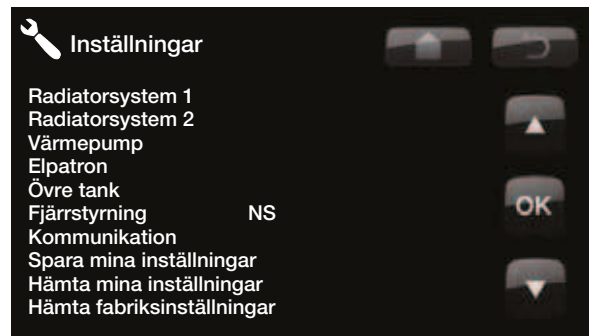 Inställningar
Radiatorsystem 1
Radiatorsystem 2
Värmepump
Elpatron
Övre tank
Fjärrstyrning NS
Kommunikation
Spara mina inställningar
Hämta mina inställningar
Hämta fabriksinställningar
OK